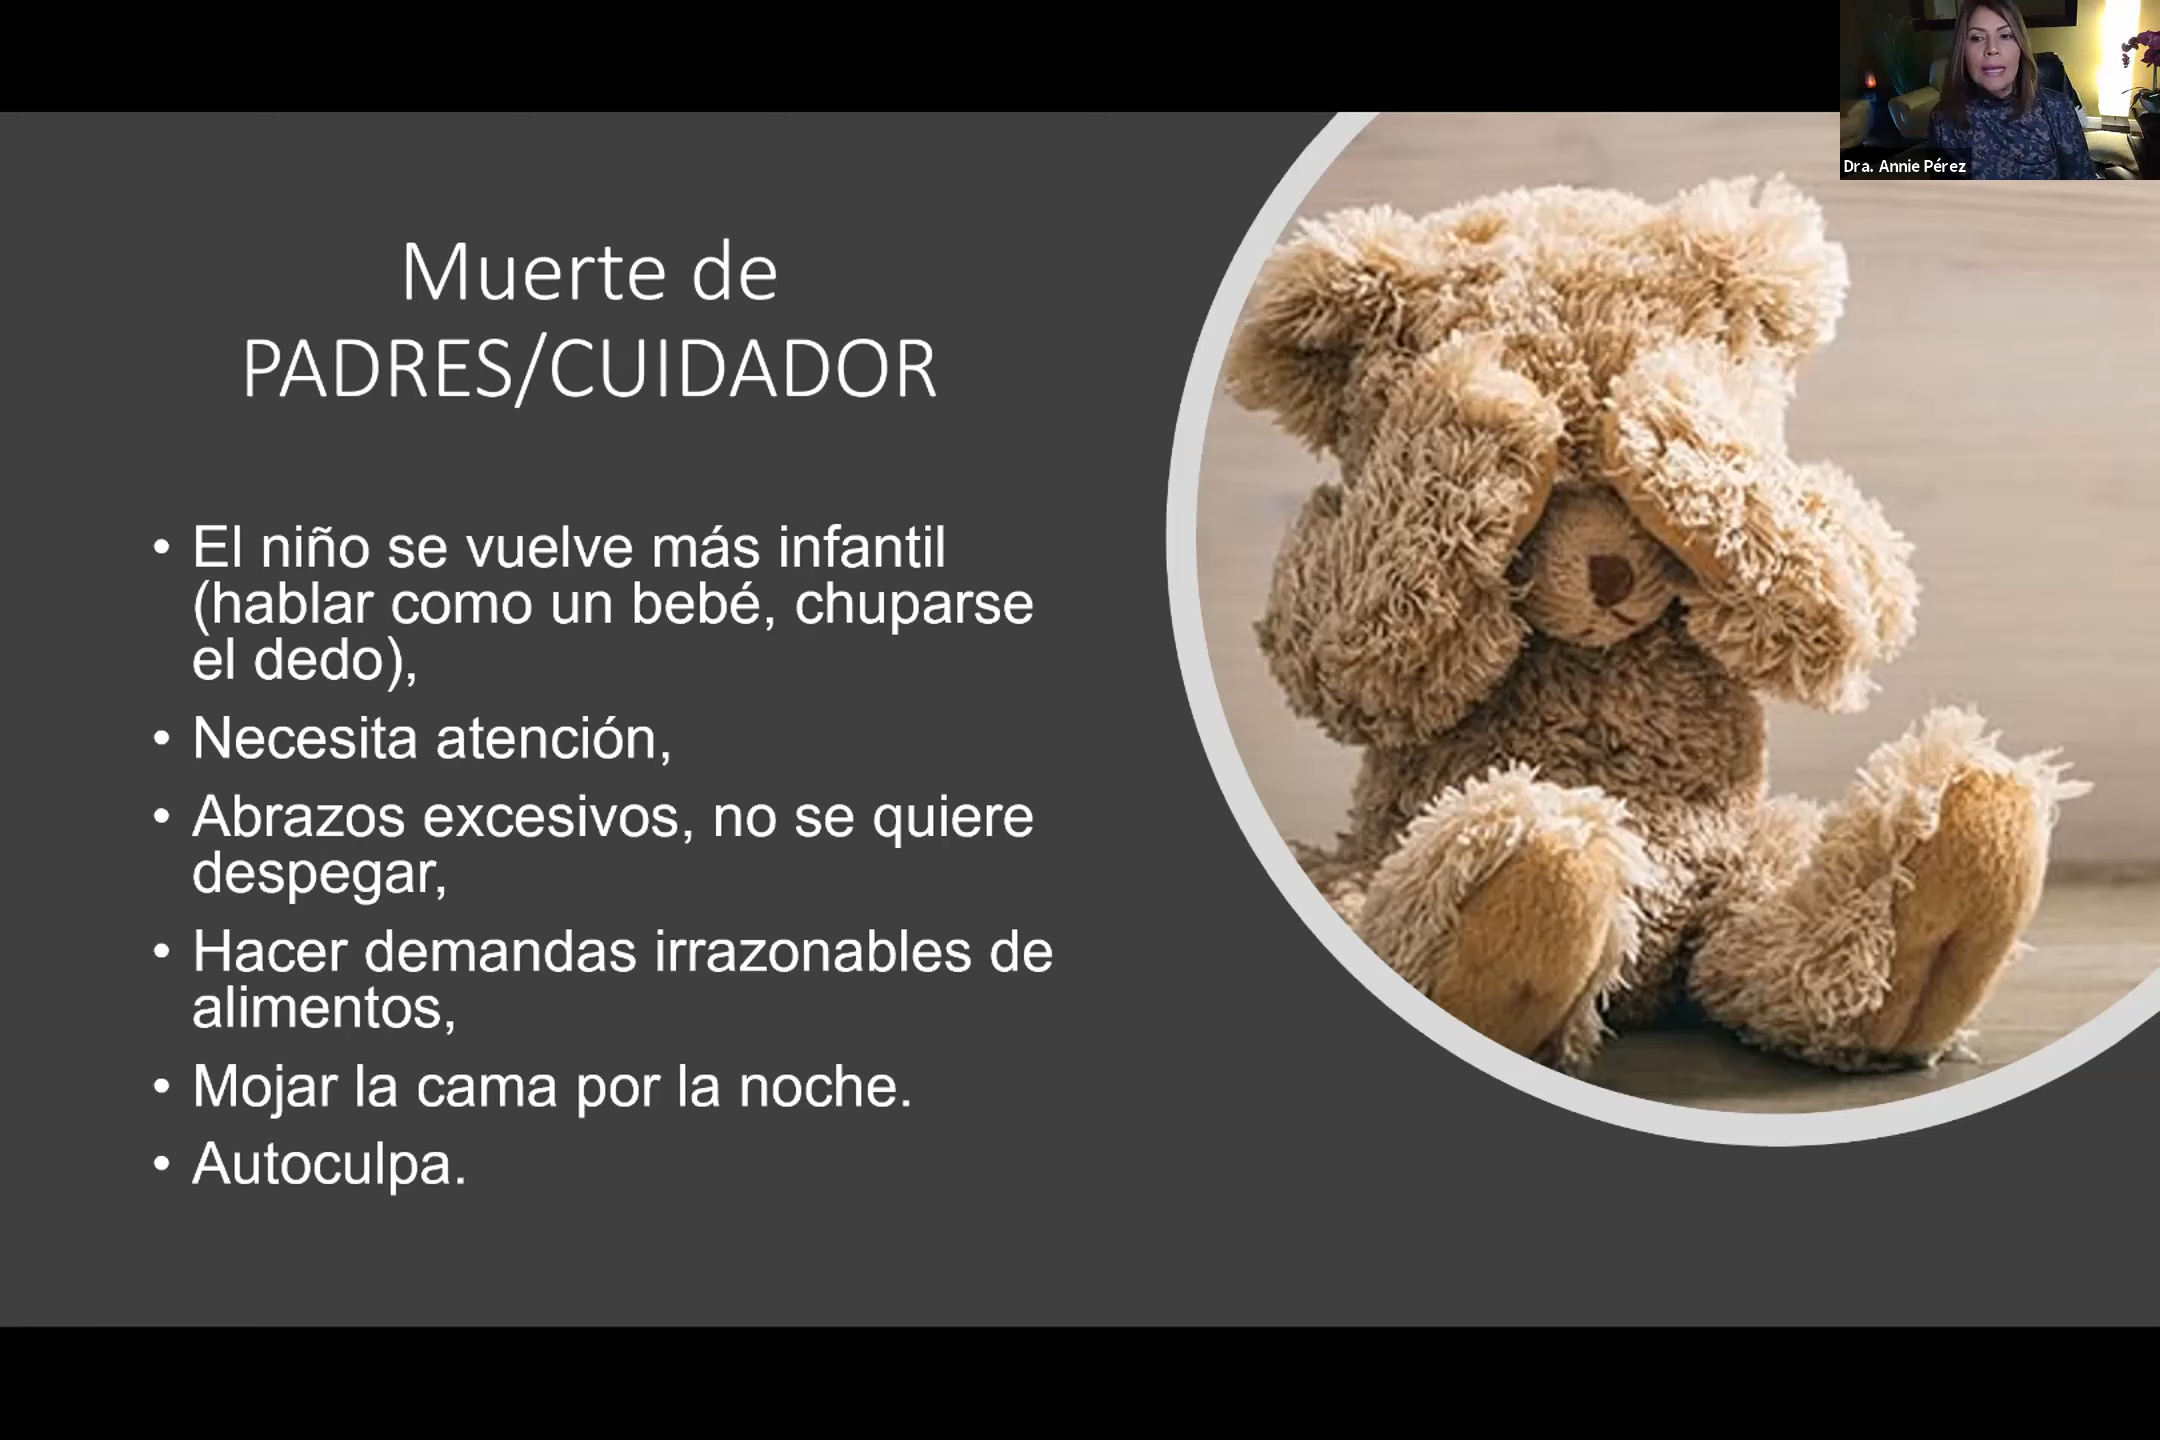 Dra. Annie Pérez
Muerte de
PADRES/CUIDADOR
• El niño se vuelve más infantil
(hablar como un bebé, chuparse
el dedo),
• Necesita atención,
• Abrazos excesivos, no se quiere
despegar,
• Hacer demandas irrazonables de
alimentos,
• Mojar la cama por la noche.
• Autoculpa.